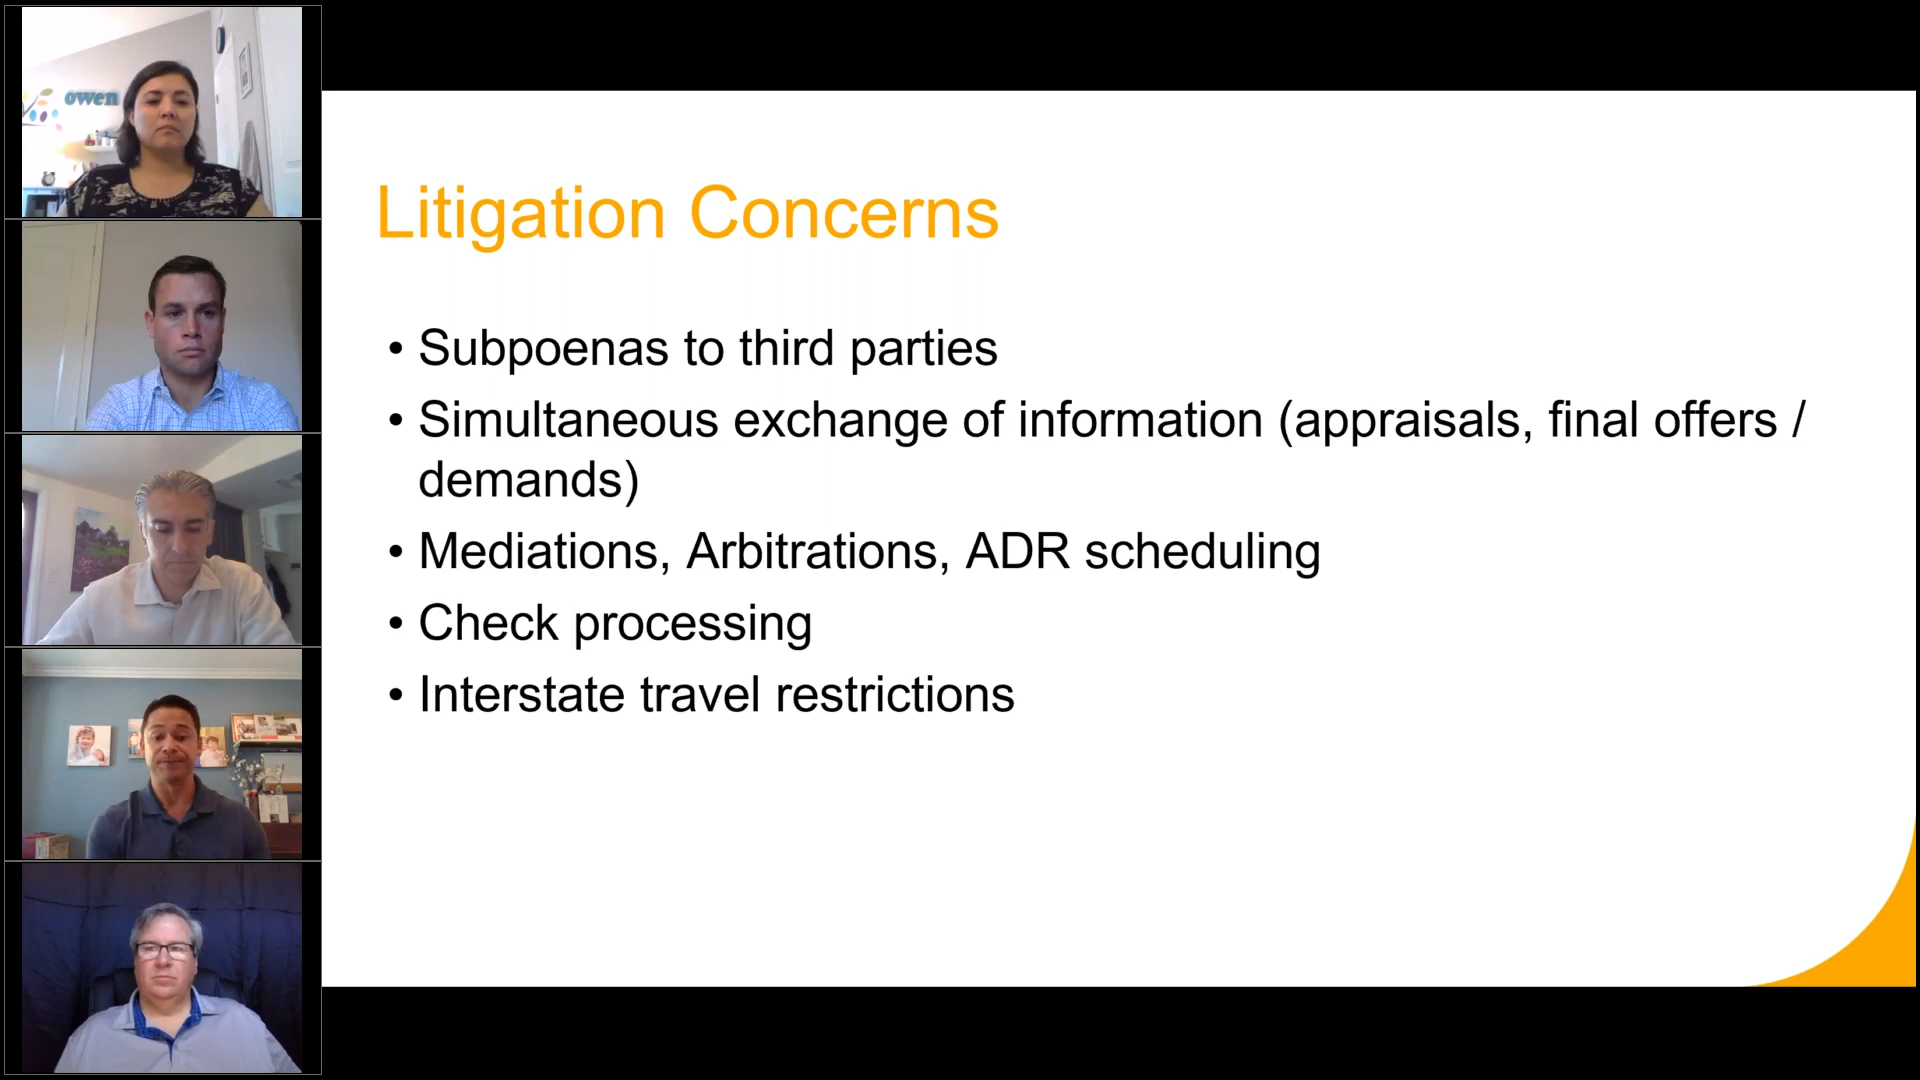 owen
Litigation Concerns
• Subpoenas to third parties
• Simultaneous exchange of information (appraisals, final offers /
demands)
• Mediations, Arbitrations, ADR scheduling
• Check processing
• Interstate travel restrictions